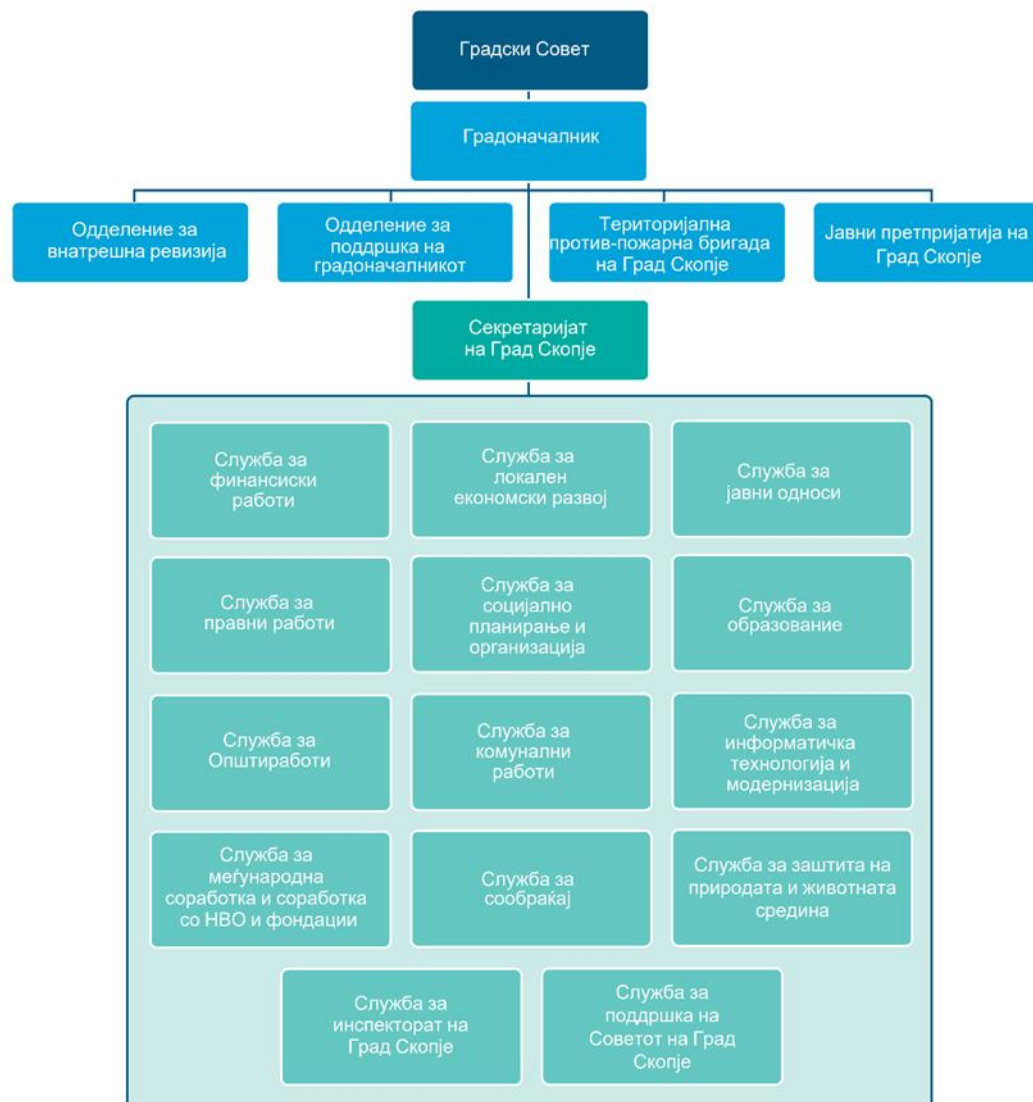 Градски Совет
Градоначалник
Одделение за
внатрешна ревизија
Одделение за
поддршка на
градоначалникот
Територијална
против-пожарна бригада
на Град Скопје
Јавни претпријатија на
Град Скопје
Секретаријат
на Град Скопје
Служба за
финансиски
работи
Служба за
локален
економски развој
Служба за
јавни односи
Служба за
правни работи
Служба за
социјално
планирање и
организација
Служба за
образование
Служба за
Општиработи
Служба за
комунални
работи
Служба за
информатичка
технологија и
модернизација
Служба за
меѓународна
соработка и соработка
со НВО и фондации
Служба за
сообраќај
Служба за заштита на
природата и животната
средина
Служба за
инспекторат на
Град Скопје
Служба за
поддршка на
Советот на Град
Скопје